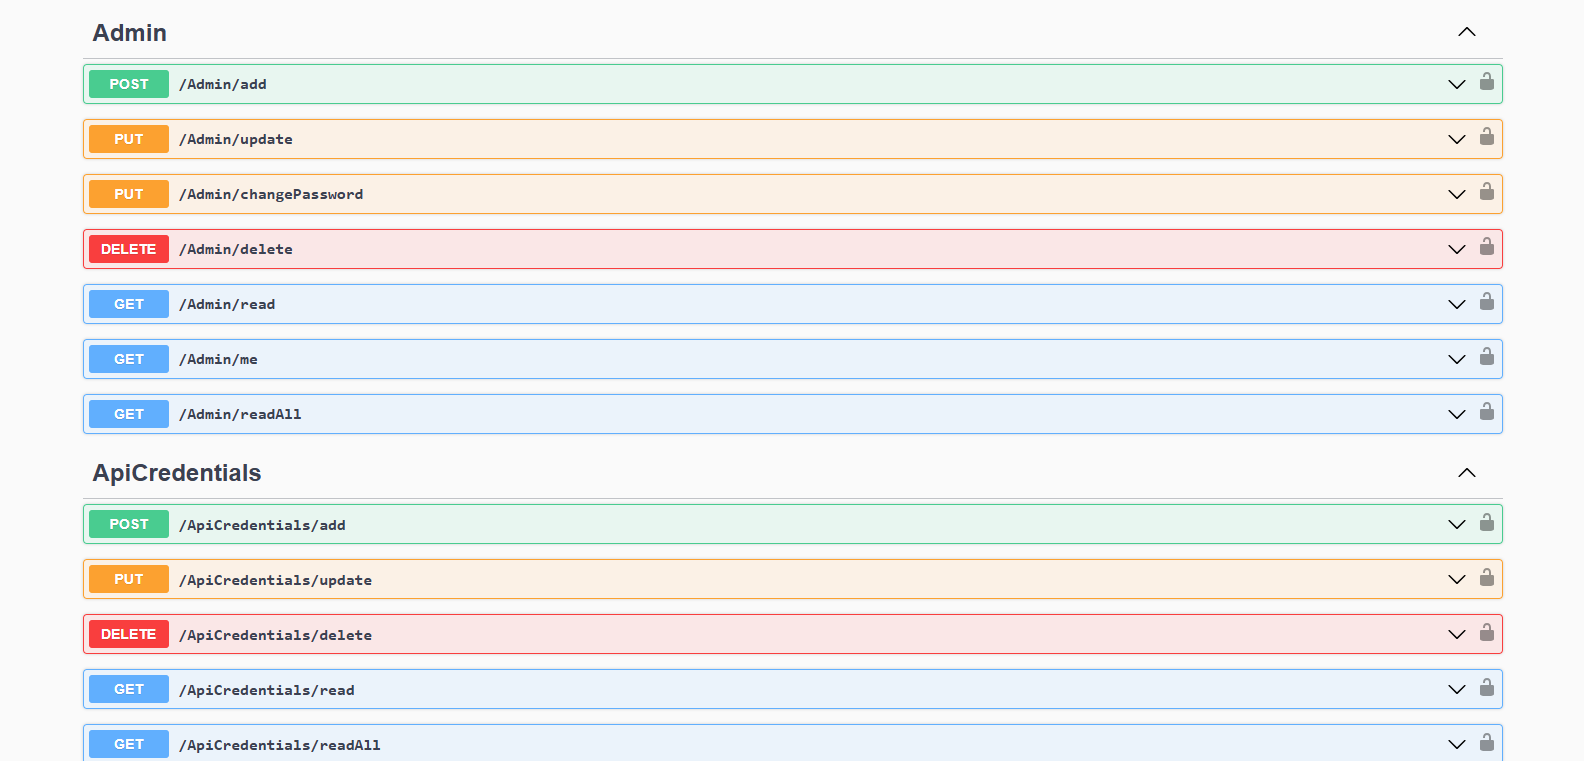 Admin
POST /Admin/add
PUT /Admin/update
PUT /Admin/changePassword
DELETE /Admin/delete
GET /Admin/read
GET /Admin/me
GET /Admin/readAll
ApiCredentials
POST /ApiCredentials/add
PUT /ApiCredentials/update
DELETE /ApiCredentials/delete
GET /ApiCredentials/read
GET /ApiCredentials/readAll